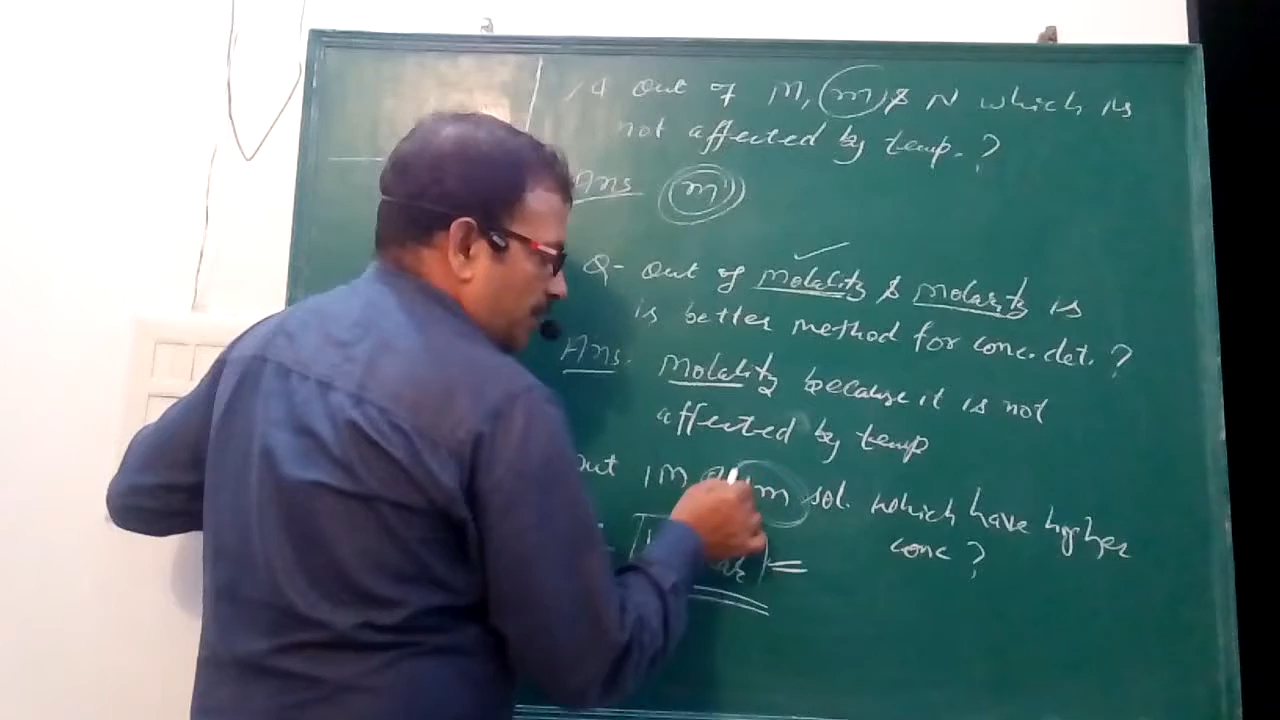 Out of M, m & N which is
not affected by temp. ?
Ans m
Q- Out of Molality & Molarity is
is better method for conc. det. ?
Ans. Molality because it is not
affected by temp
out 1M 1m sol. which have higher
conc ?